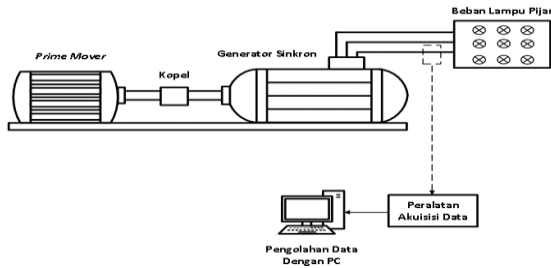 Beban Lampu Pijar
Generator Sinkron
Prime Mover
Kopel
Peralatan
Akuisisi Data
Pengolahan Data
Dengan PC